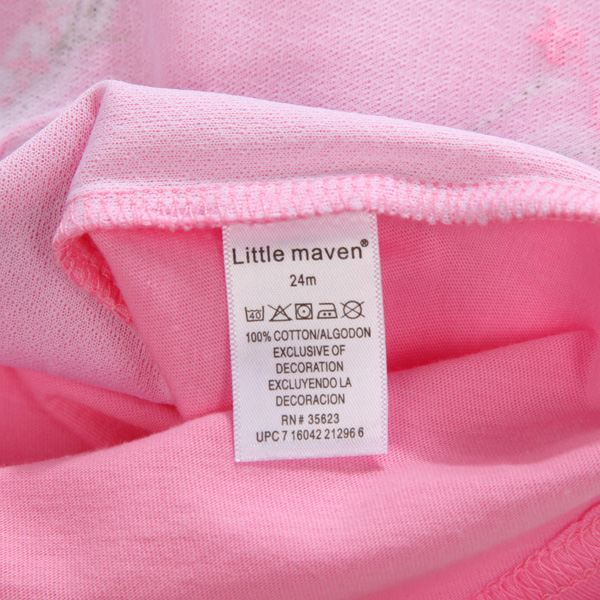 Little maven®
24m
40
100% COTTON/ALGODON
EXCLUSIVE OF
DECORATION
EXCLUYENDO LA
DECORACION
RN# 35623
UPC 7 16042 21296 6